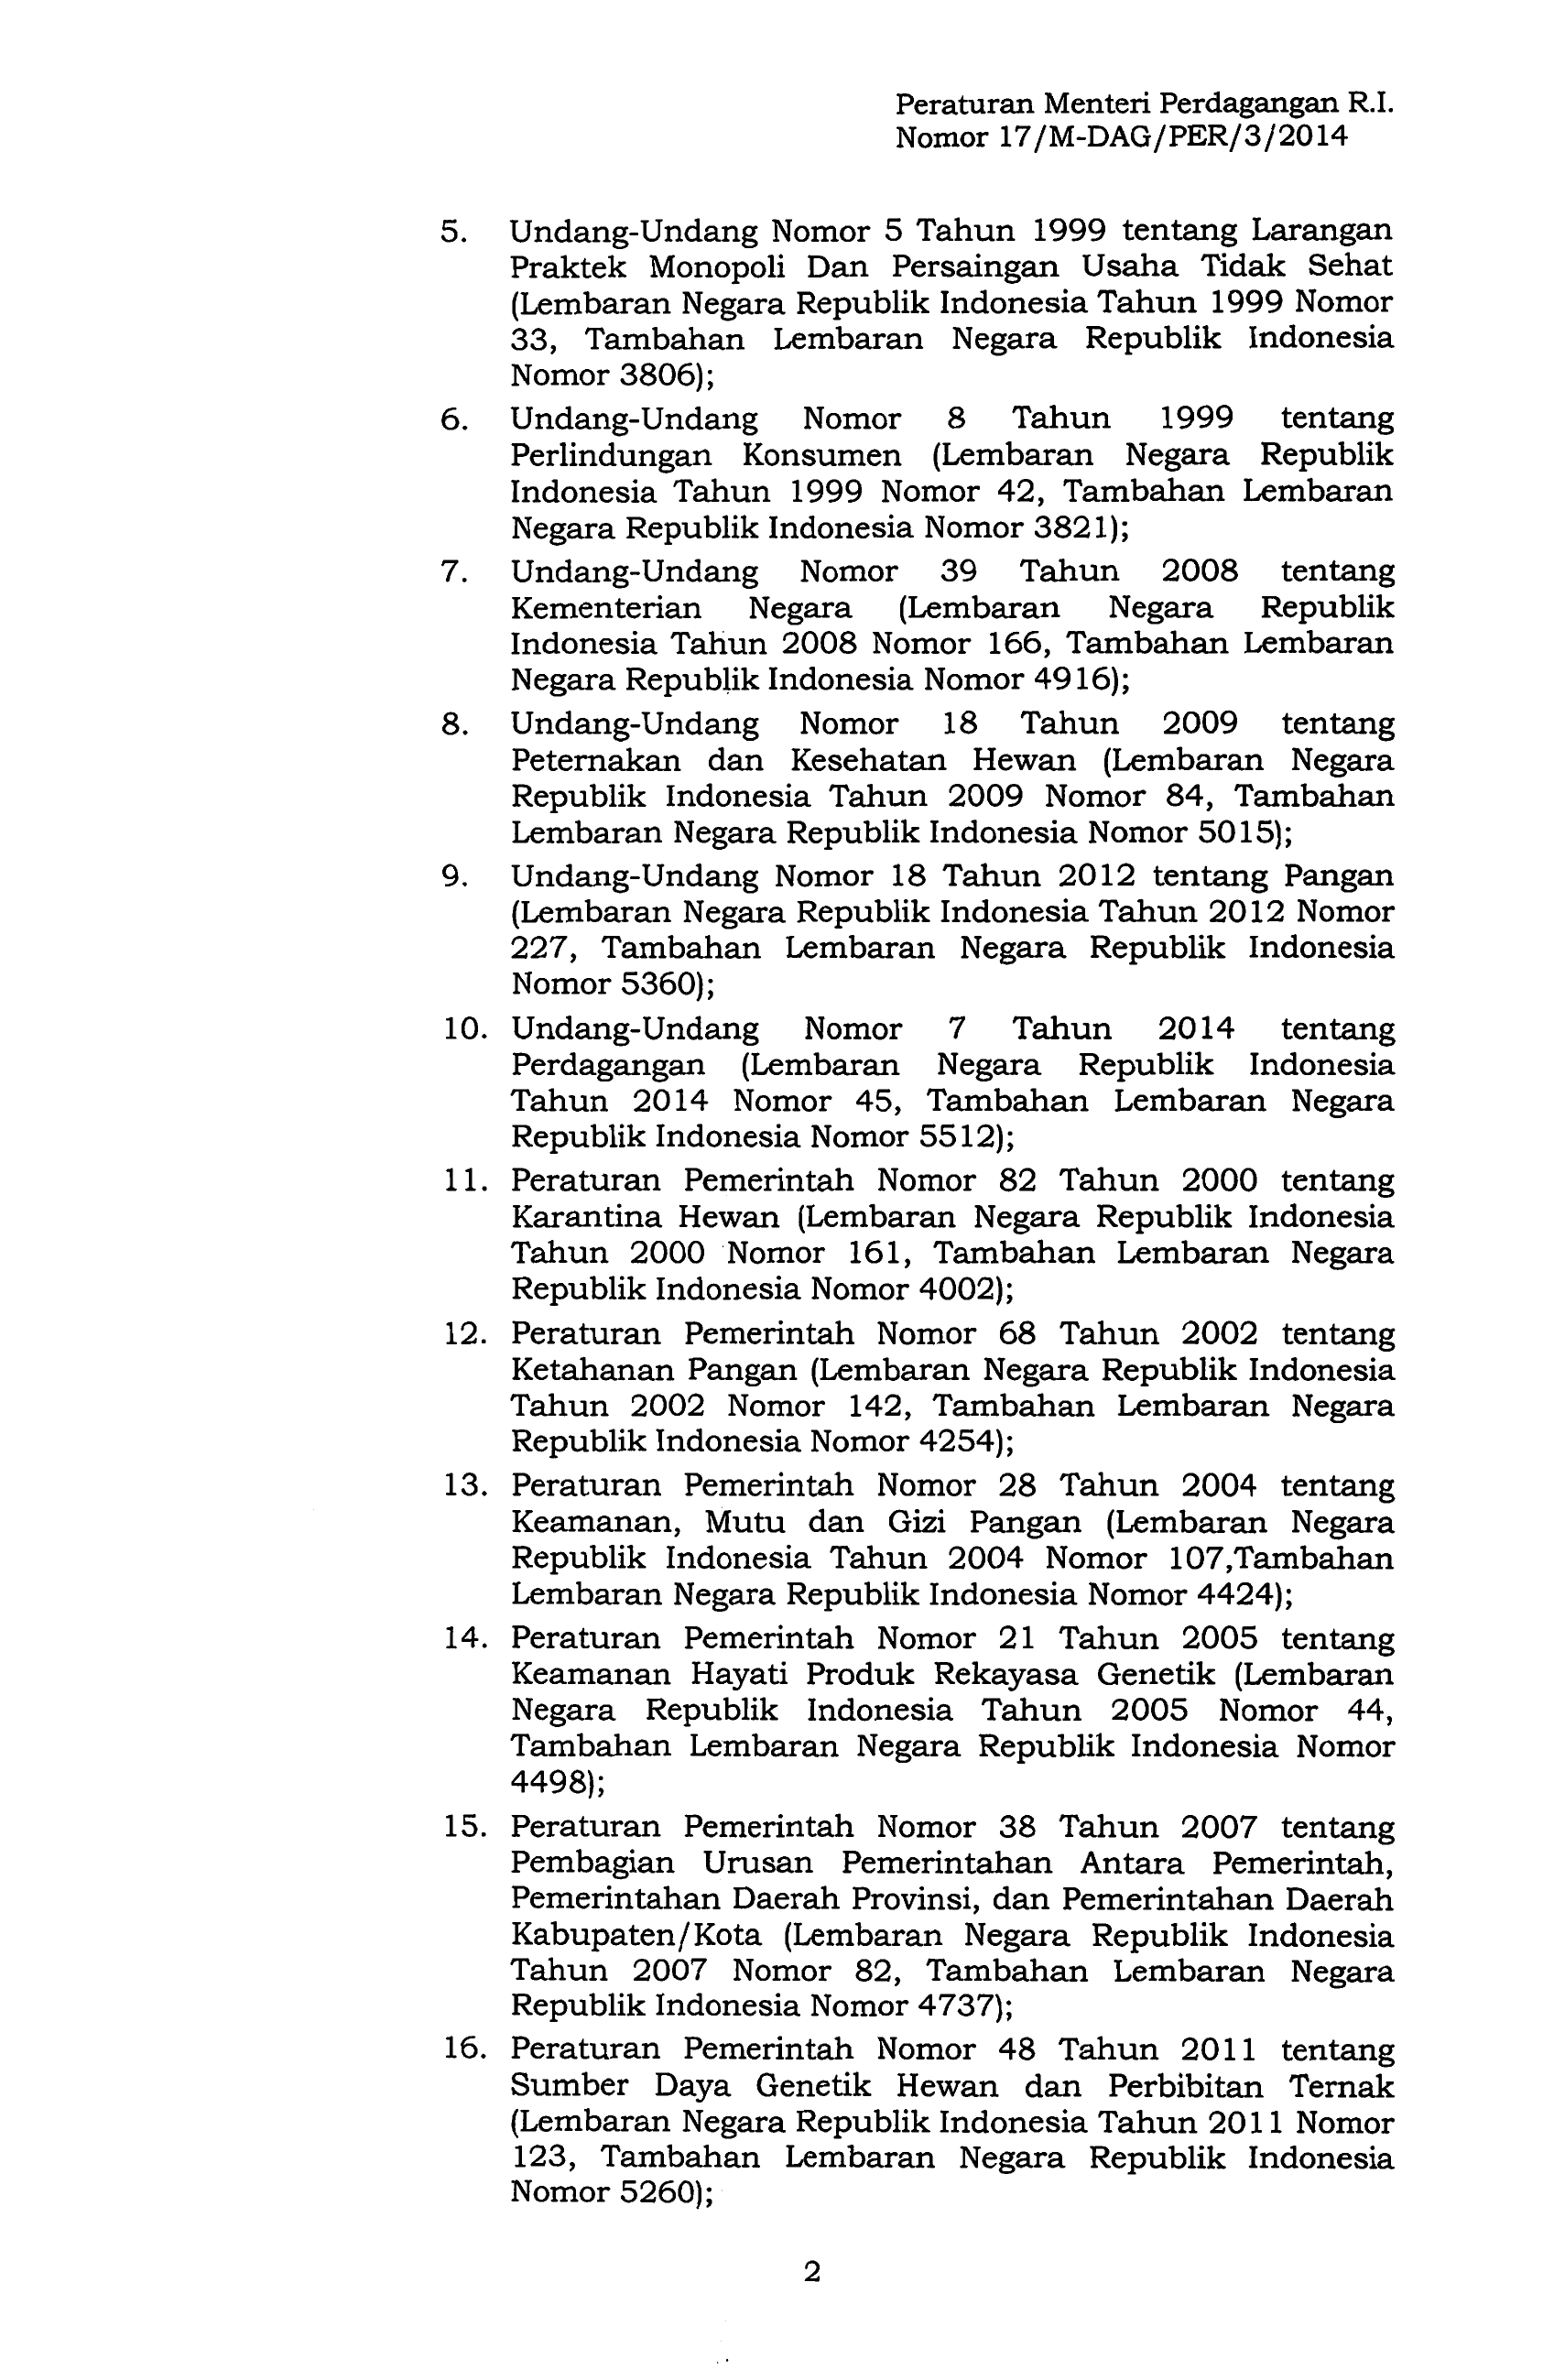 Peraturan Menteri Perdagangan R.I.
Nomor 17/M-DAG/PER/3/2014
5. Undang-Undang Nomor 5 Tahun 1999 tentang Larangan
Praktek Monopoli Dan Persaingan Usaha Tidak Sehat
(Lembaran Negara Republik Indonesia Tahun 1999 Nomor
33, Tambahan Lembaran Negara Republik Indonesia
Nomor 3806);
6. Undang-Undang Nomor 8 Tahun 1999 tentang
Perlindungan Konsumen (Lembaran Negara Republik
Indonesia Tahun 1999 Nomor 42, Tambahan Lembaran
Negara Republik Indonesia Nomor 3821);
7. Undang-Undang Nomor 39 Tahun 2008 tentang
Kementerian Negara (Lembaran Negara Republik
Indonesia Tahun 2008 Nomor 166, Tambahan Lembaran
Negara Republik Indonesia Nomor 4916);
8. Undang-Undang Nomor 18 Tahun 2009 tentang
Peternakan dan Kesehatan Hewan (Lembaran Negara
Republik Indonesia Tahun 2009 Nomor 84, Tambahan
Lembaran Negara Republik Indonesia Nomor 5015);
9. Undang-Undang Nomor 18 Tahun 2012 tentang Pangan
(Lembaran Negara Republik Indonesia Tahun 2012 Nomor
227, Tambahan Lembaran Negara Republik Indonesia
Nomor 5360);
10. Undang-Undang Nomor 7 Tahun 2014 tentang
Perdagangan (Lembaran Negara Republik Indonesia
Tahun 2014 Nomor 45, Tambahan Lembaran Negara
Republik Indonesia Nomor 5512);
11. Peraturan Pemerintah Nomor 82 Tahun 2000 tentang
Karantina Hewan (Lembaran Negara Republik Indonesia
Tahun 2000 Nomor 161, Tambahan Lembaran Negara
Republik Indonesia Nomor 4002);
12. Peraturan Pemerintah Nomor 68 Tahun 2002 tentang
Ketahanan Pangan (Lembaran Negara Republik Indonesia
Tahun 2002 Nomor 142, Tambahan Lembaran Negara
Republik Indonesia Nomor 4254);
13. Peraturan Pemerintah Nomor 28 Tahun 2004 tentang
Keamanan, Mutu dan Gizi Pangan (Lembaran Negara
Republik Indonesia Tahun 2004 Nomor 107,Tambahan
Lembaran Negara Republik Indonesia Nomor 4424);
14. Peraturan Pemerintah Nomor 21 Tahun 2005 tentang
Keamanan Hayati Produk Rekayasa Genetik (Lembaran
Negara Republik Indonesia Tahun 2005 Nomor 44,
Tambahan Lembaran Negara Republik Indonesia Nomor
4498);
15. Peraturan Pemerintah Nomor 38 Tahun 2007 tentang
Pembagian Urusan Pemerintahan Antara Pemerintah,
Pemerintahan Daerah Provinsi, dan Pemerintahan Daerah
Kabupaten/Kota (Lembaran Negara Republik Indonesia
Tahun 2007 Nomor 82, Tambahan Lembaran Negara
Republik Indonesia Nomor 4737);
16. Peraturan Pemerintah Nomor 48 Tahun 2011 tentang
Sumber Daya Genetik Hewan dan Perbibitan Ternak
(Lembaran Negara Republik Indonesia Tahun 2011 Nomor
123, Tambahan Lembaran Negara Republik Indonesia
Nomor 5260);
2